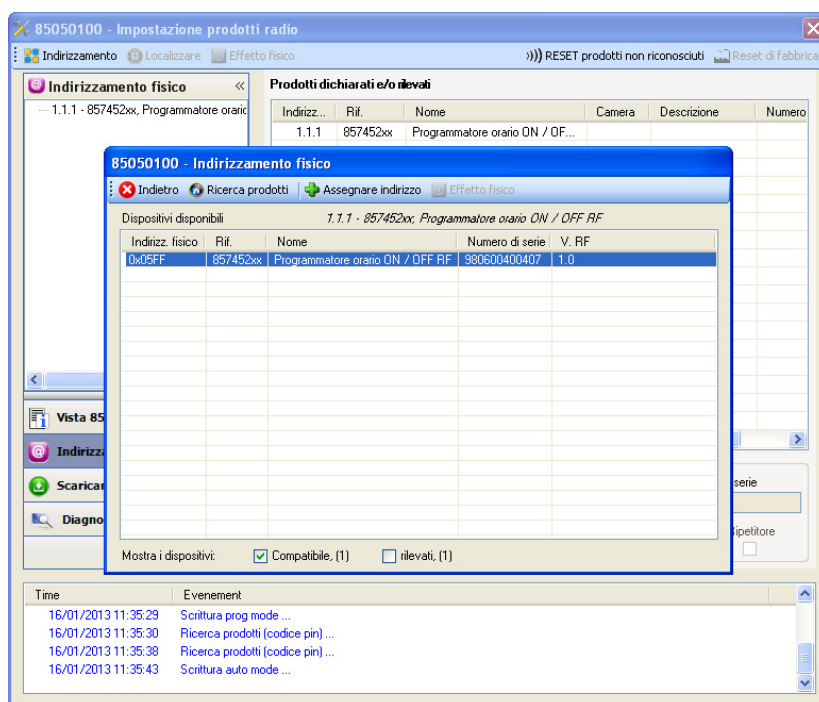 85050100 - Impostazione prodotti radio
Indirizzamento Localizzare Effetto fisico ))) RESET prodotti non riconosciuti Reset di fabbrica
Indirizzamento fisico «
1.1.1 - 857452xx, Programmatore orario
Prodotti dichiarati e/o rilevati
Indirizz... Rif. Nome Camera Descrizione Numero
1.1.1 857452xx Programmatore orario ON / OF...
85050100 - Indirizzamento fisico
Indietro Ricerca prodotti Assegnare indirizzo Effetto fisico
Dispositivi disponibili 1.1.1 - 857452xx, Programmatore orario ON / OFF RF
Indirizz. fisico Rif. Nome Numero di serie V. RF
0x05FF 857452xx Programmatore orario ON / OFF RF 980600400407 1.0
Mostra i dispositivi: Compatibile, (1) rilevati, (1)
Vista 85
Indirizza
Scaricar
Diagno
serie
Ripetitore
Time Evenement
16/01/2013 11:35:29 Scrittura prog mode ...
16/01/2013 11:35:30 Ricerca prodotti (codice pin) ...
16/01/2013 11:35:38 Ricerca prodotti (codice pin) ...
16/01/2013 11:35:43 Scrittura auto mode ...